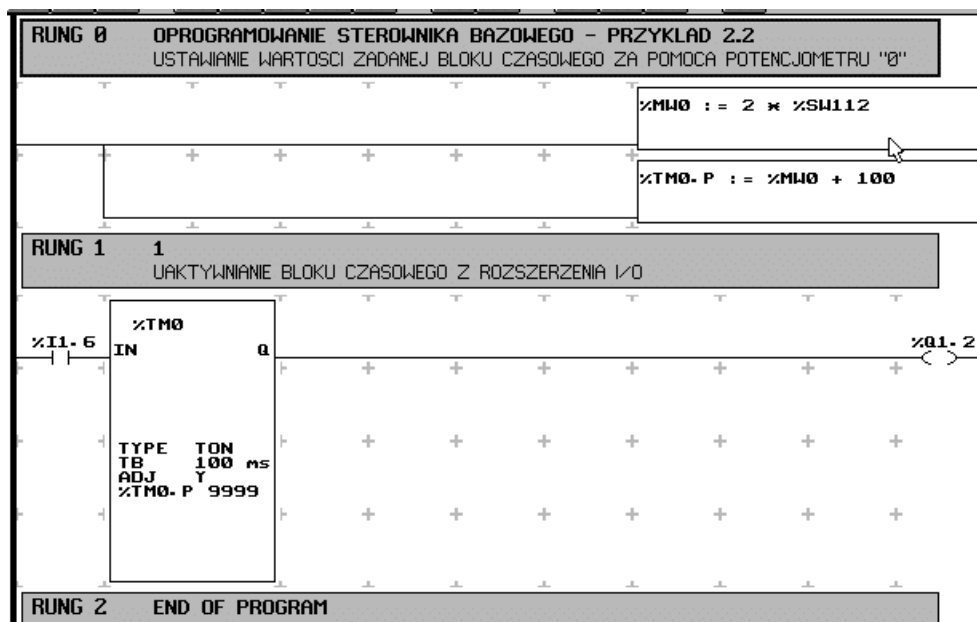 RUNG 0 OPROGRAMOWANIE STEROWNIKA BAZOWEGO - PRZYKLAD 2.2
USTAWIANIE WARTOSCI ZADANEJ BLOKU CZASOWEGO ZA POMOCA POTENCJOMETRU "0"
%MW0 := 2 * %SW112
%TM0.P := %MW0 + 100
RUNG 1 1
UAKTYWNIANIE BLOKU CZASOWEGO Z ROZSZERZENIA I/O
%TM0
%I1.6 IN Q %Q1.2
TYPE TON
TB 100 ms
ADJ Y
%TM0.P 9999
RUNG 2 END OF PROGRAM